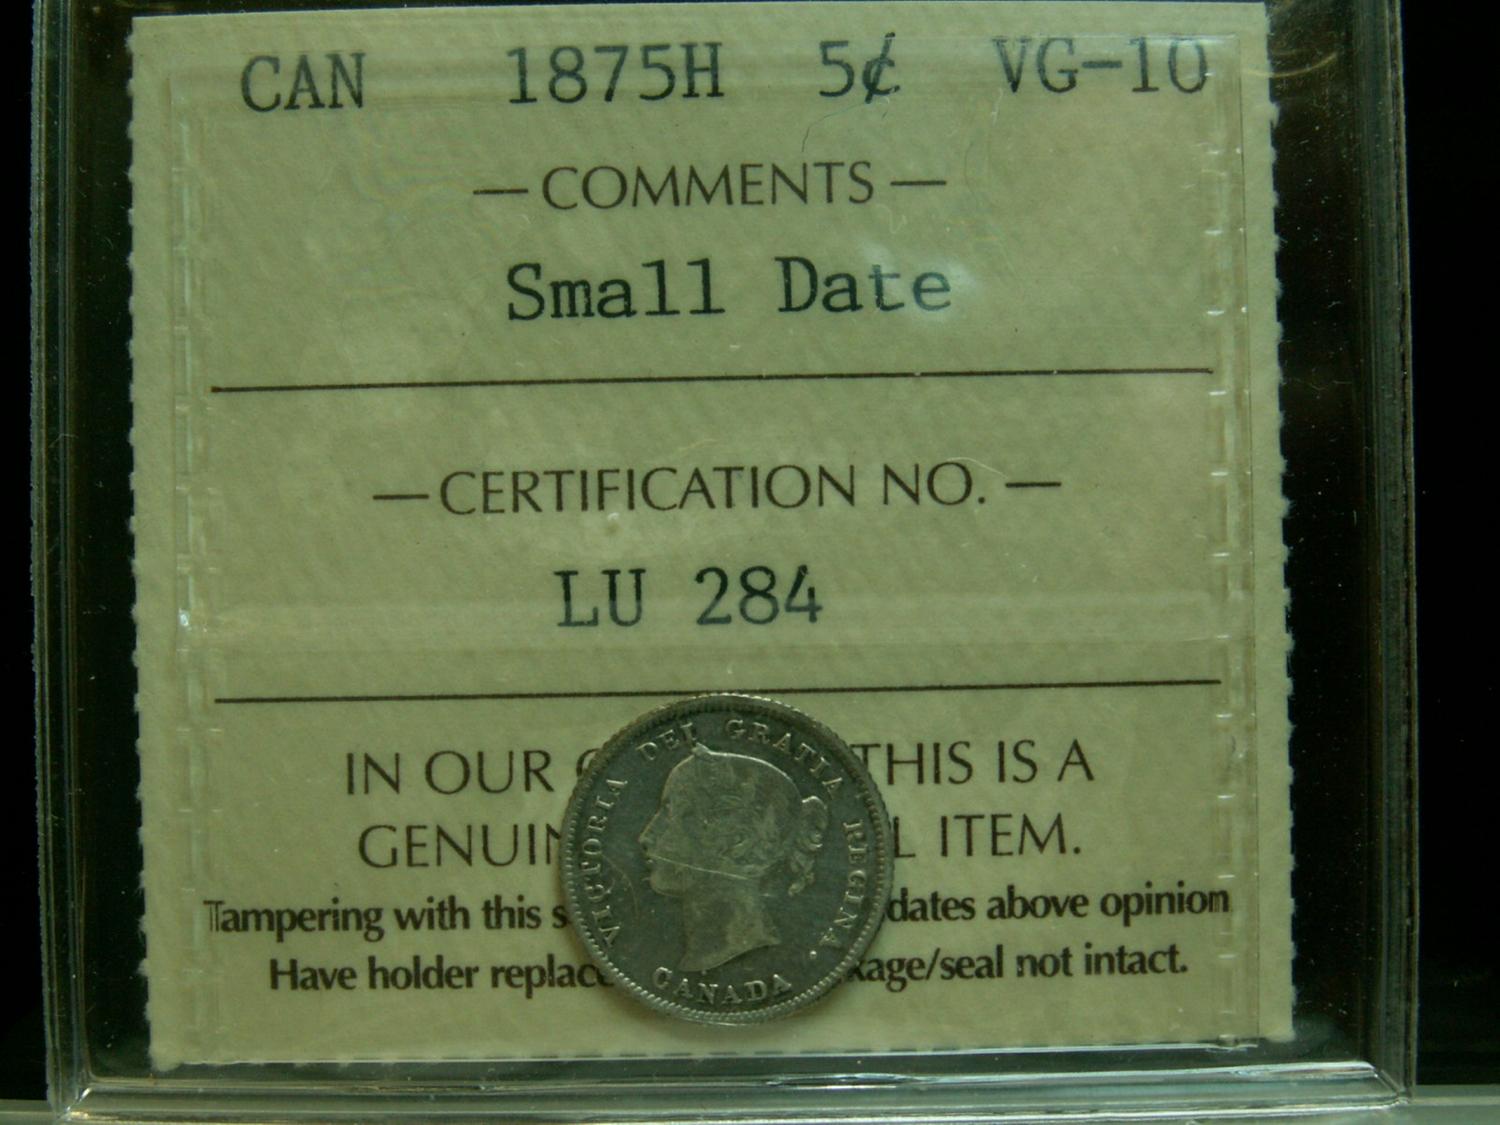 CAN 1875H 5¢ VG-10
— COMMENTS —
Small Date
— CERTIFICATION NO. —
LU 284
IN OUR THIS IS A
GENUIN L ITEM.
Tampering with this s dates above opinion
Have holder replace kage/seal not intact.
VICTORIA DEI GRATIA REGINA.
CANADA